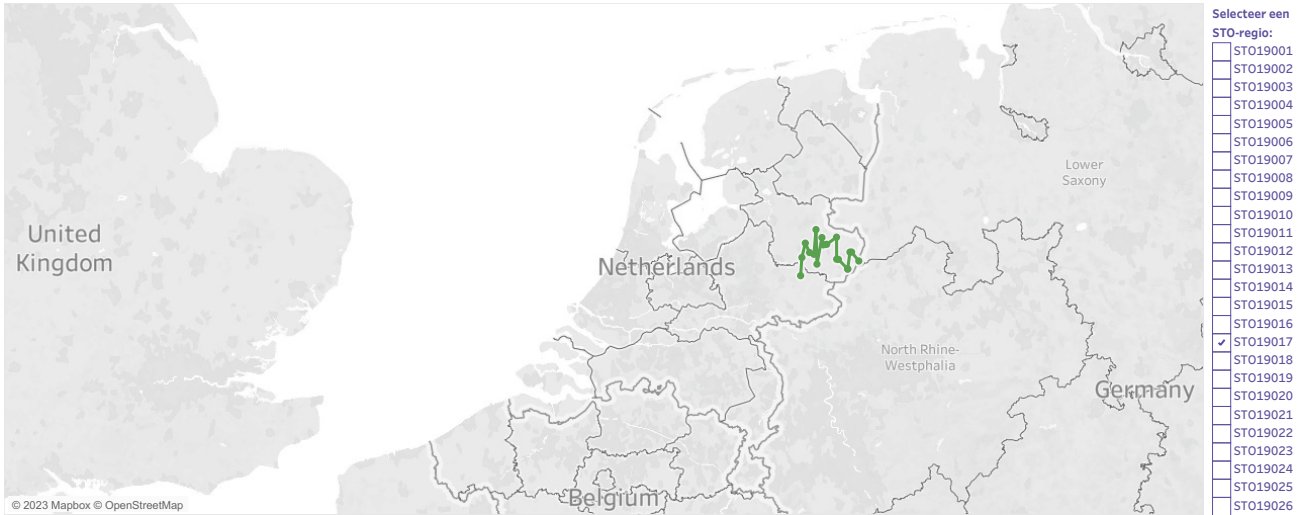 United
Kingdom
Netherlands
Belgium
Lower
Saxony
North Rhine-
Westphalia
Germany
© 2023 Mapbox © OpenStreetMap
Selecteer een
STO-regio:
STO19001
STO19002
STO19003
STO19004
STO19005
STO19006
STO19007
STO19008
STO19009
STO19010
STO19011
STO19012
STO19013
STO19014
STO19015
STO19016
STO19017
STO19018
STO19019
STO19020
STO19021
STO19022
STO19023
STO19024
STO19025
STO19026